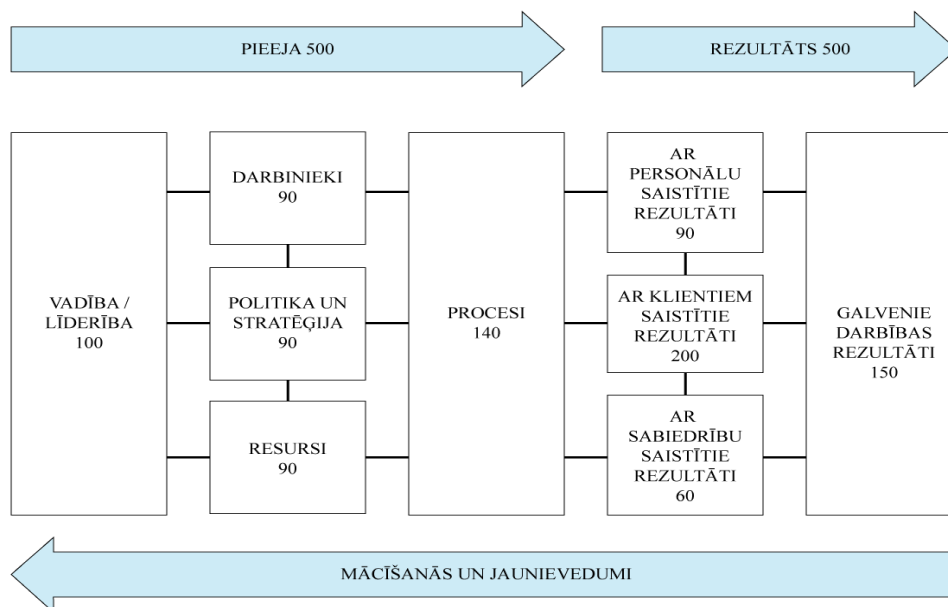 PIEEJA 500
REZULTĀTS 500
VADĪBA /
LĪDERĪBA
100
DARBINIEKI
90
POLITIKA UN
STRATĒĢIJA
90
RESURSI
90
PROCESI
140
AR
PERSONĀLU
SAISTĪTIE
REZULTĀTI
90
AR KLIENTIEM
SAISTĪTIE
REZULTĀTI
200
AR
SABIEDRĪBU
SAISTĪTIE
REZULTĀTI
60
GALVENIE
DARBĪBAS
REZULTĀTI
150
MĀCĪŠANĀS UN JAUNIEVEDUMI